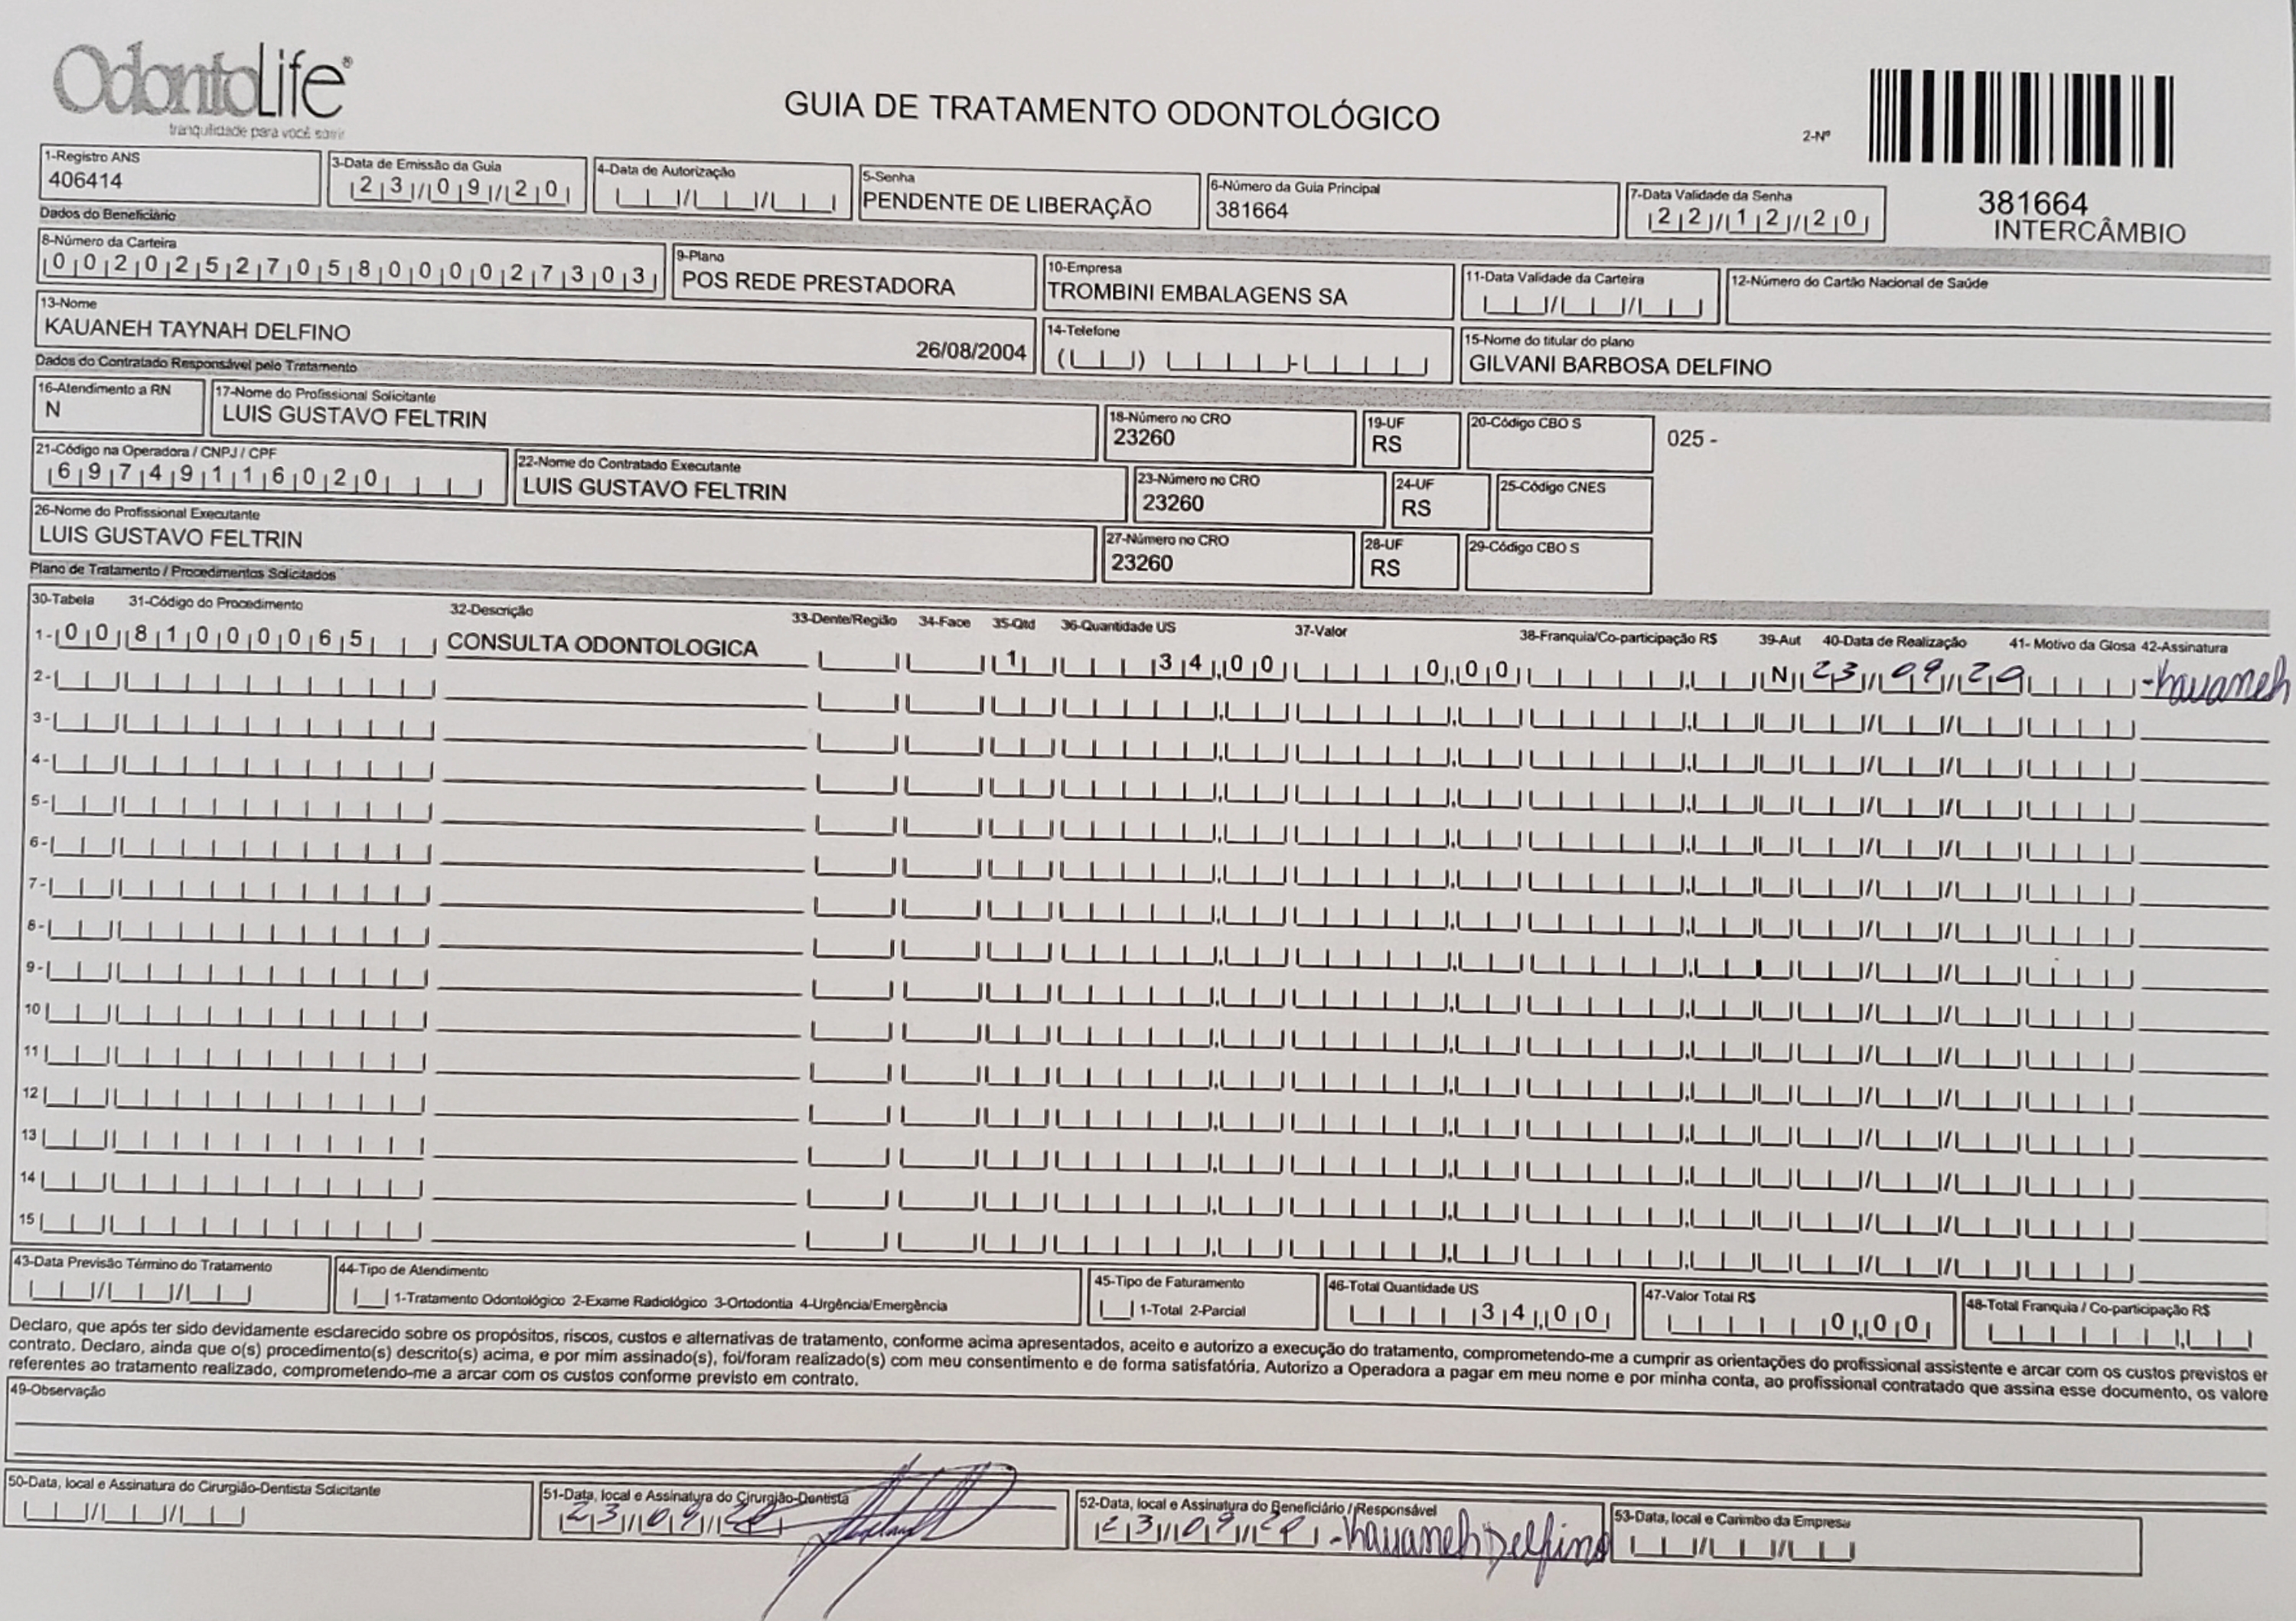 OdontoLife®
tranquilidade para você sorrir
GUIA DE TRATAMENTO ODONTOLÓGICO
2-Nº
381664
INTERCÂMBIO
1-Registro ANS
406414
3-Data de Emissão da Guia
23/09/20
4-Data de Autorização
5-Senha
PENDENTE DE LIBERAÇÃO
6-Número da Guia Principal
381664
7-Data Validade da Senha
22/12/20
Dados do Beneficiário
8-Número da Carteira
00202527058000027303
9-Plano
POS REDE PRESTADORA
10-Empresa
TROMBINI EMBALAGENS SA
11-Data Validade da Carteira
12-Número do Cartão Nacional de Saúde
13-Nome
KAUANEH TAYNAH DELFINO
26/08/2004
14-Telefone
15-Nome do titular do plano
GILVANI BARBOSA DELFINO
Dados do Contratado Responsável pelo Tratamento
16-Atendimento a RN
N
17-Nome do Profissional Solicitante
LUIS GUSTAVO FELTRIN
18-Número no CRO
23260
19-UF
RS
20-Código CBO S
025 -
21-Código na Operadora / CNPJ / CPF
69749116020
22-Nome do Contratado Executante
LUIS GUSTAVO FELTRIN
23-Número no CRO
23260
24-UF
RS
25-Código CNES
26-Nome do Profissional Executante
LUIS GUSTAVO FELTRIN
27-Número no CRO
23260
28-UF
RS
29-Código CBO S
Plano de Tratamento / Procedimentos Solicitados
30-Tabela 31-Código do Procedimento 32-Descrição 33-Dente/Região 34-Face 35-Qtd 36-Quantidade US 37-Valor 38-Franquia/Co-participação R$ 39-Aut 40-Data de Realização 41- Motivo da Glosa 42-Assinatura
1- 00 81000065 CONSULTA ODONTOLOGICA 1 34,00 0,00 N 23/09/20 -Kauaneh
2-
3-
4-
5-
6-
7-
8-
9-
10
11
12
13
14
15
43-Data Previsão Término do Tratamento
44-Tipo de Atendimento
1-Tratamento Odontológico 2-Exame Radiológico 3-Ortodontia 4-Urgência/Emergência
45-Tipo de Faturamento
1-Total 2-Parcial
46-Total Quantidade US
34,00
47-Valor Total R$
0,00
48-Total Franquia / Co-participação R$
Declaro, que após ter sido devidamente esclarecido sobre os propósitos, riscos, custos e alternativas de tratamento, conforme acima apresentados, aceito e autorizo a execução do tratamento, comprometendo-me a cumprir as orientações do profissional assistente e arcar com os custos previstos er
contrato. Declaro, ainda que o(s) procedimento(s) descrito(s) acima, e por mim assinado(s), foi/foram realizado(s) com meu consentimento e de forma satisfatória. Autorizo a Operadora a pagar em meu nome e por minha conta, ao profissional contratado que assina esse documento, os valore
referentes ao tratamento realizado, comprometendo-me a arcar com os custos conforme previsto em contrato.
49-Observação
50-Data, local e Assinatura do Cirurgião-Dentista Solicitante
51-Data, local e Assinatura do Cirurgião-Dentista
23/09/20
52-Data, local e Assinatura do Beneficiário / Responsável
23/09/20 -Kauaneh Delfino
53-Data, local e Carimbo da Empresa